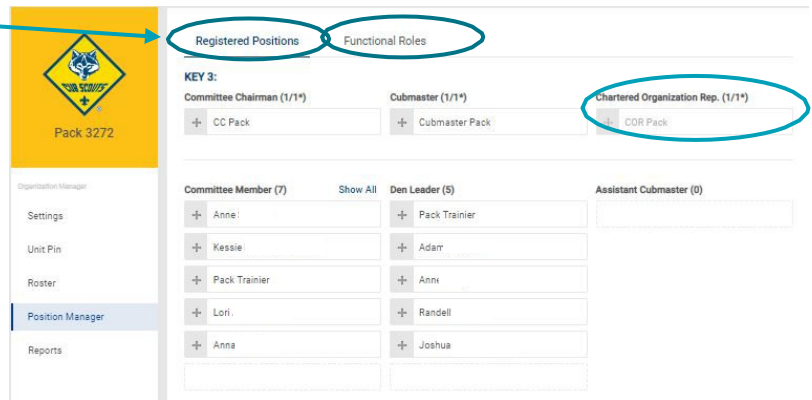 Registered Positions Functional Roles
KEY 3:
Committee Chairman (1/1*) Cubmaster (1/1*) Chartered Organization Rep. (1/1*)
CC Pack Cubmaster Pack COR Pack
CUB SCOUTS
Pack 3272
Organization Manager
Settings
Unit Pin
Roster
Position Manager
Reports
Committee Member (7) Show All Den Leader (5) Assistant Cubmaster (0)
Anne Pack Trainier
Kessie Adam
Pack Trainier Anne
Lori Randell
Anna Joshua